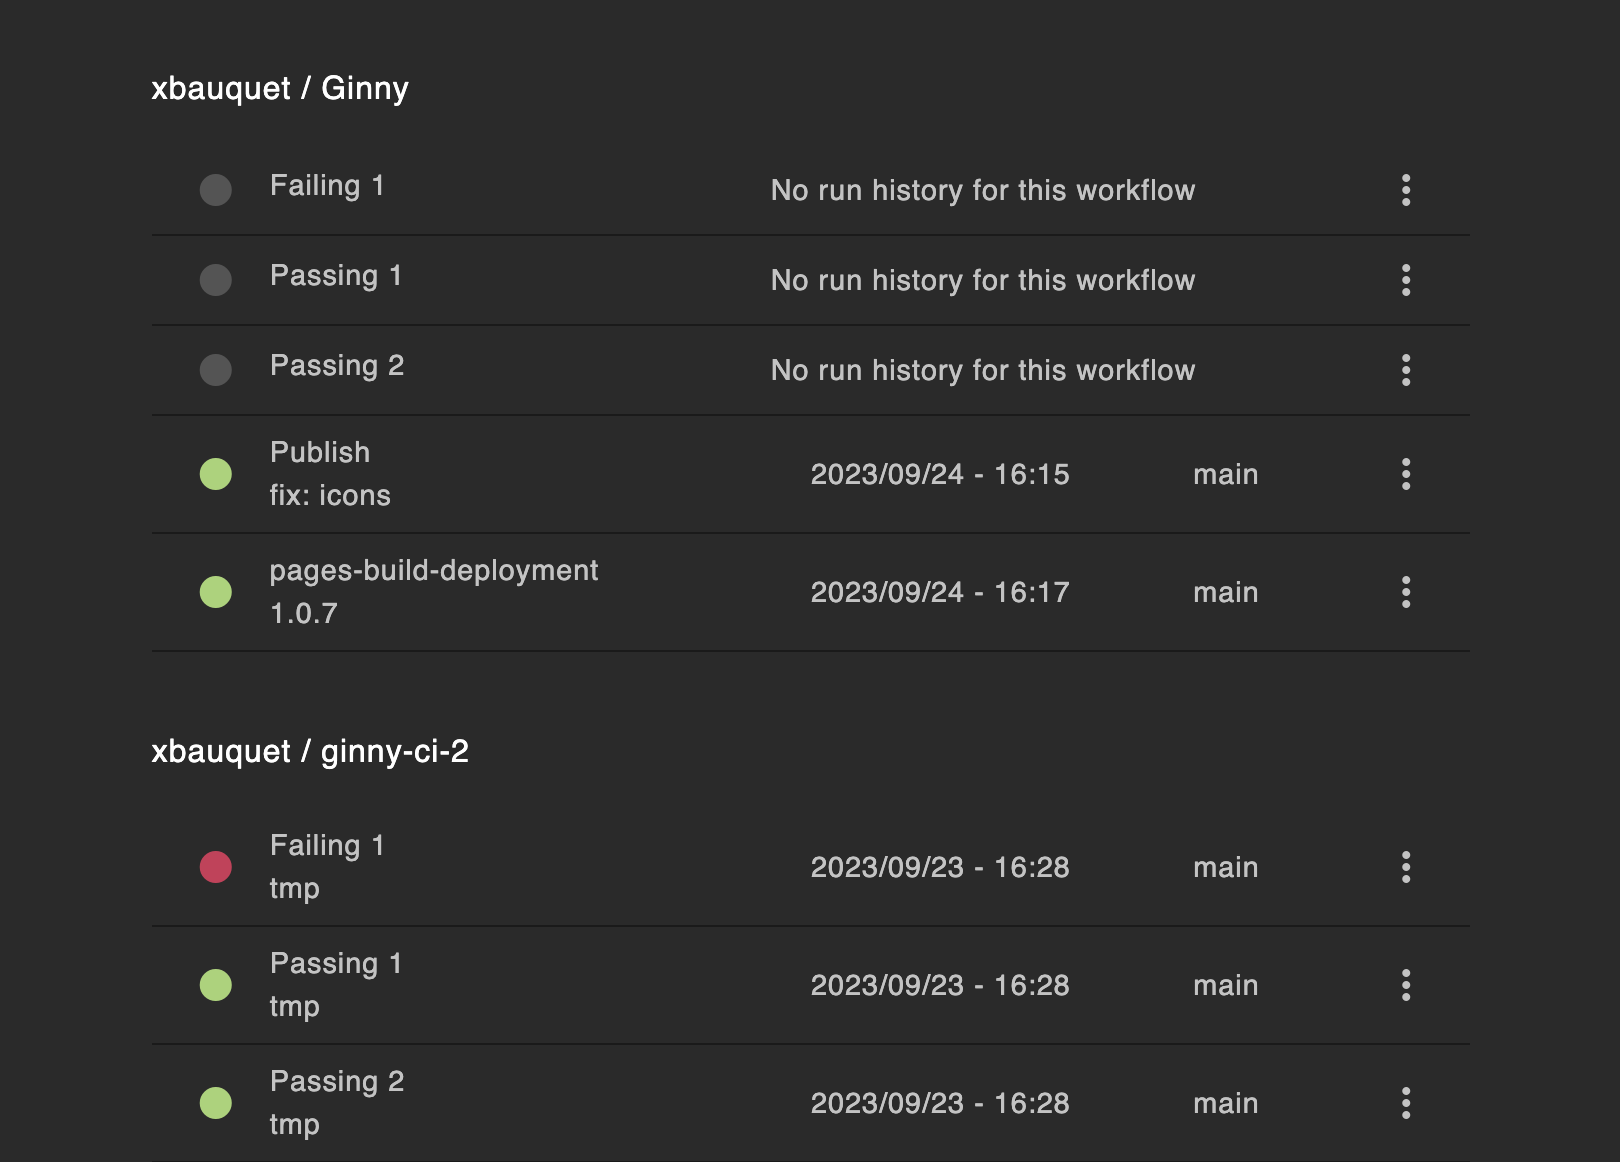 xbauquet / Ginny
Failing 1 No run history for this workflow
Passing 1 No run history for this workflow
Passing 2 No run history for this workflow
Publish
fix: icons
2023/09/24 - 16:15 main
pages-build-deployment
1.0.7
2023/09/24 - 16:17 main
xbauquet / ginny-ci-2
Failing 1
tmp
2023/09/23 - 16:28 main
Passing 1
tmp
2023/09/23 - 16:28 main
Passing 2
tmp
2023/09/23 - 16:28 main